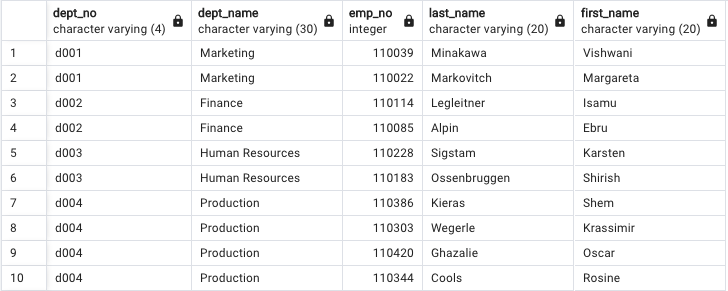 dept_no dept_name emp_no last_name first_name
character varying (4) character varying (30) integer character varying (20) character varying (20)
1 d001 Marketing 110039 Minakawa Vishwani
2 d001 Marketing 110022 Markovitch Margareta
3 d002 Finance 110114 Legleitner Isamu
4 d002 Finance 110085 Alpin Ebru
5 d003 Human Resources 110228 Sigstam Karsten
6 d003 Human Resources 110183 Ossenbruggen Shirish
7 d004 Production 110386 Kieras Shem
8 d004 Production 110303 Wegerle Krassimir
9 d004 Production 110420 Ghazalie Oscar
10 d004 Production 110344 Cools Rosine